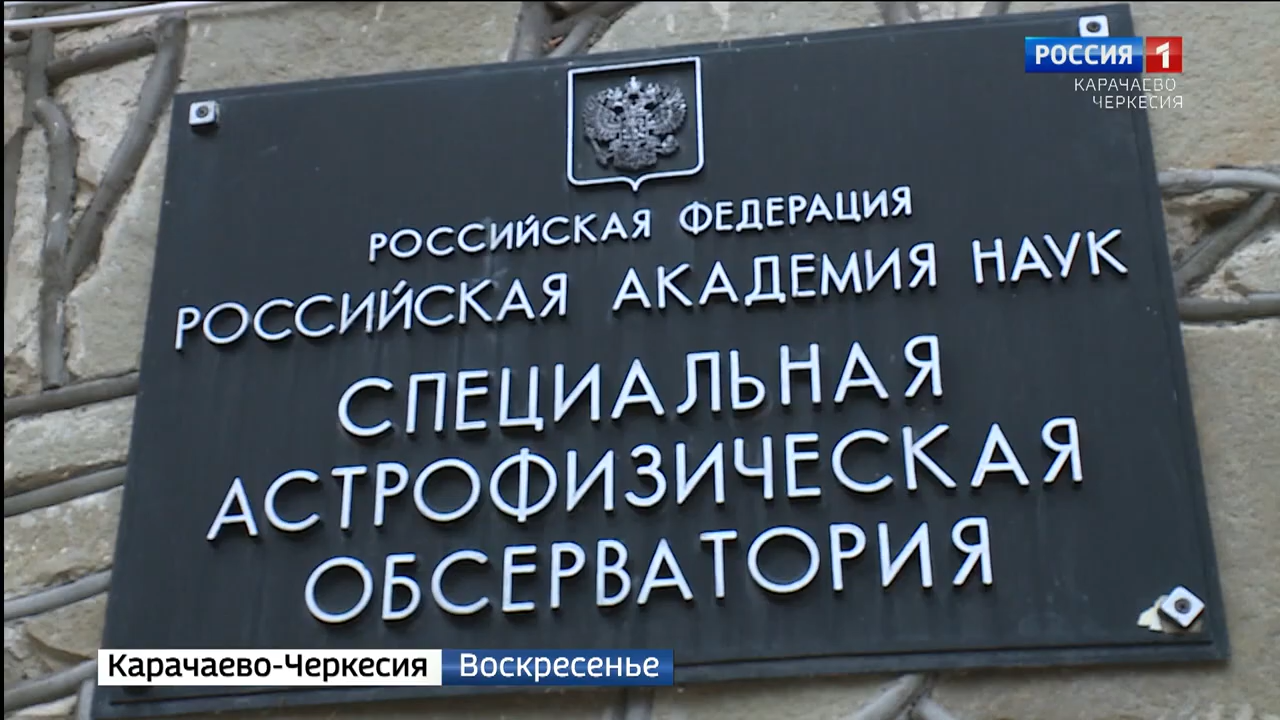 РОССИЯ 1
КАРАЧАЕВО
ЧЕРКЕСИЯ
РОССИЙСКАЯ ФЕДЕРАЦИЯ
РОССИЙСКАЯ АКАДЕМИЯ НАУК
СПЕЦИАЛЬНАЯ
АСТРОФИЗИЧЕСКАЯ
ОБСЕРВАТОРИЯ
Карачаево-Черкесия Воскресенье